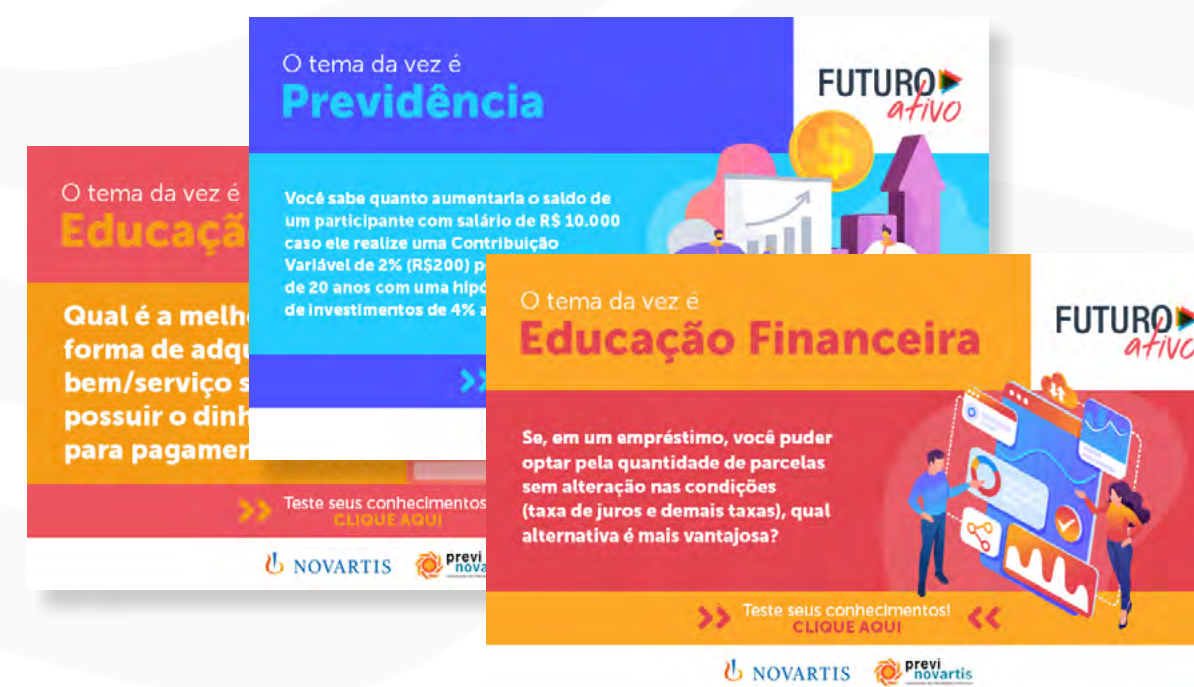 O tema da vez é
Previdência
FUTURO
ativo
Você sabe quanto aumentaria o saldo de
um participante com salário de R$ 10.000
caso ele realize uma Contribuição
Variável de 2% (R$200) p
de 20 anos com uma hipó
de investimentos de 4% a
O tema da vez é
Educaçã
Qual é a melh
forma de adqu
bem/serviço s
possuir o dinh
para pagamen
Teste seus conhecimentos
CLIQUE AQUI
NOVARTIS
previ
nova
O tema da vez é
Educação Financeira
FUTURO
ativo
Se, em um empréstimo, você puder
optar pela quantidade de parcelas
sem alteração nas condições
(taxa de juros e demais taxas), qual
alternativa é mais vantajosa?
Teste seus conhecimentos!
CLIQUE AQUI
NOVARTIS
previ
novartis